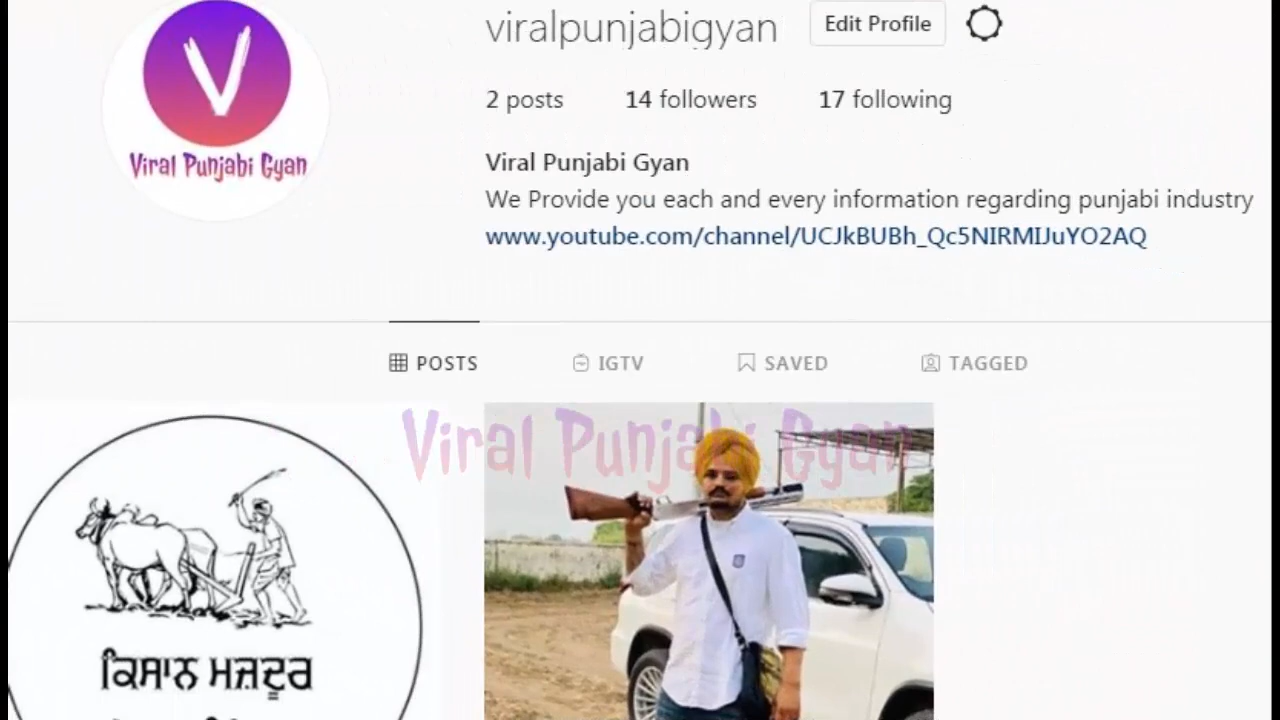 viralpunjabigyan Edit Profile
V
Viral Punjabi Gyan
2 posts 14 followers 17 following
Viral Punjabi Gyan
We Provide you each and every information regarding punjabi industry
www.youtube.com/channel/UCJkBUBh_Qc5NIRMIJuYO2AQ
POSTS IGTV SAVED TAGGED
Viral Punjabi Gyan
ਕਿਸਾਨ ਮਜ਼ਦੂਰ